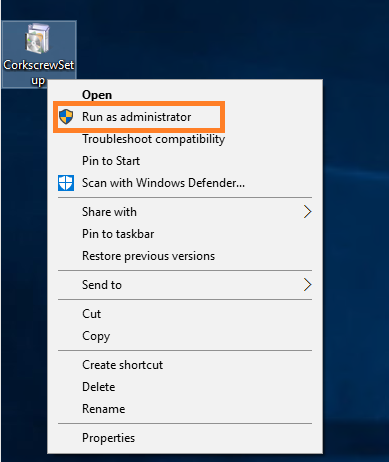 CorkscrewSet
up
Open
Run as administrator
Troubleshoot compatibility
Pin to Start
Scan with Windows Defender...
Share with
Pin to taskbar
Restore previous versions
Send to
Cut
Copy
Create shortcut
Delete
Rename
Properties